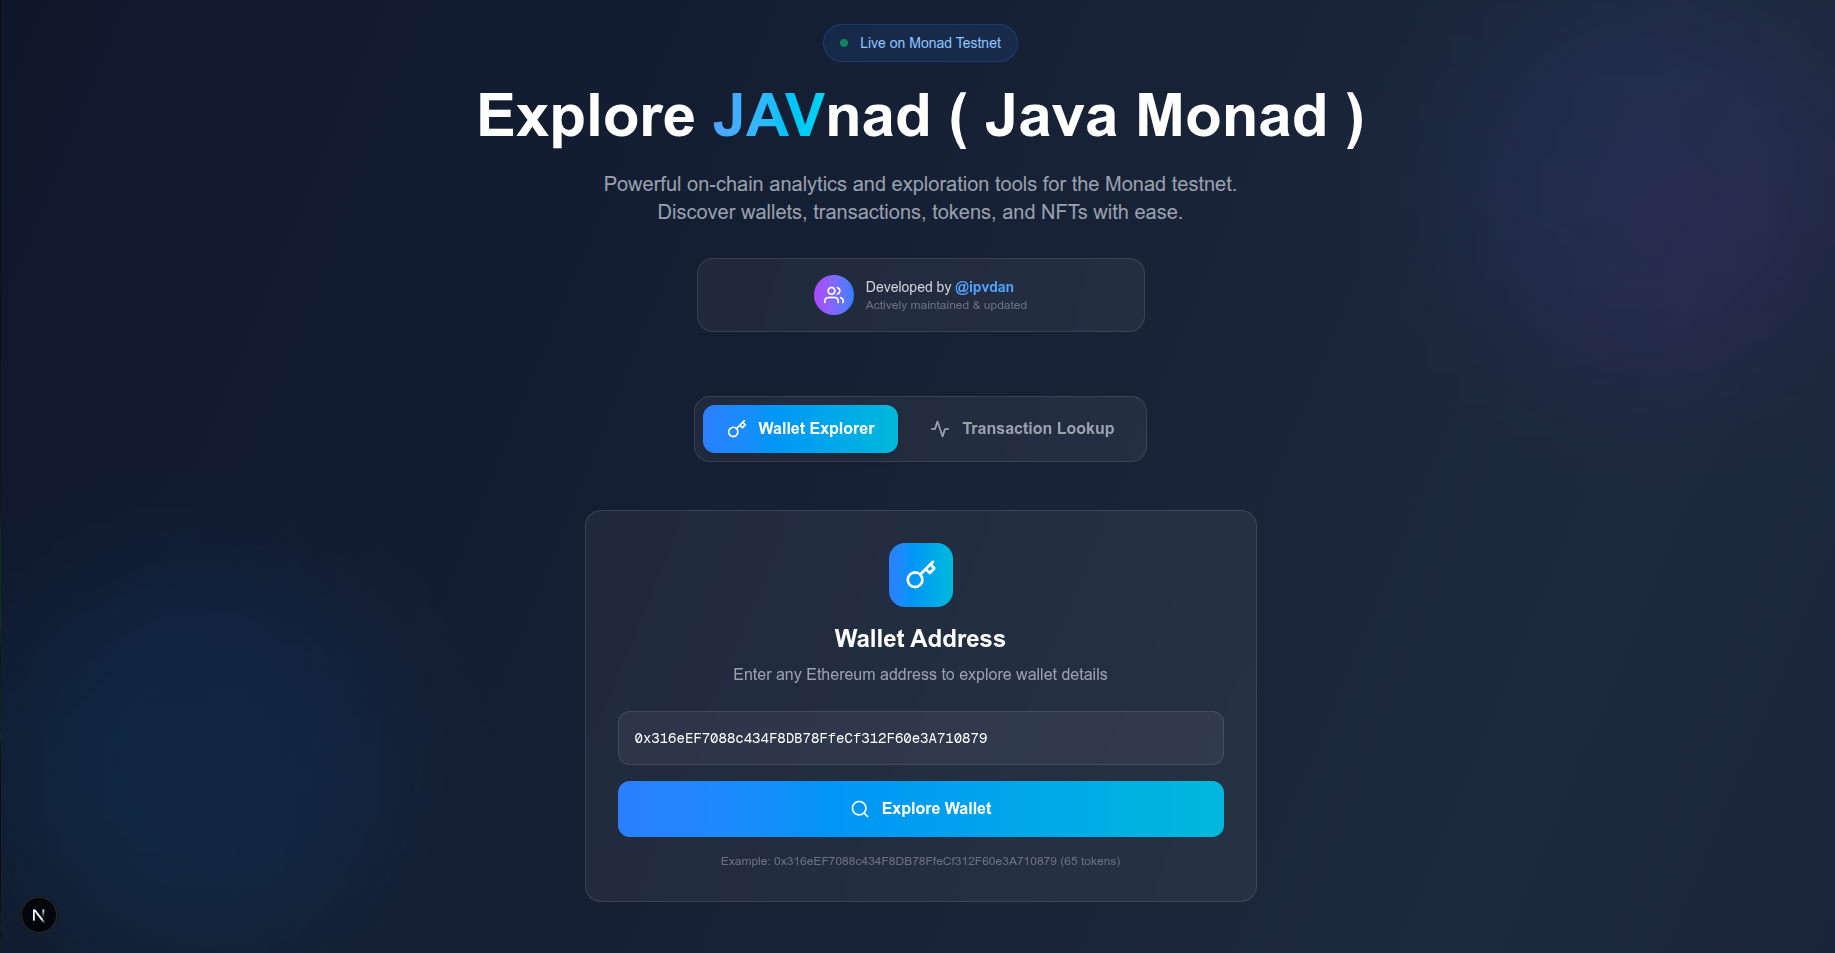 Live on Monad Testnet
Explore JAVnad ( Java Monad )
Powerful on-chain analytics and exploration tools for the Monad testnet.
Discover wallets, transactions, tokens, and NFTs with ease.
Developed by @ipvdan
Actively maintained & updated
Wallet Explorer
Transaction Lookup
Wallet Address
Enter any Ethereum address to explore wallet details
0x316eEF7088c434F8DB78FfeCf312F60e3A710879
Explore Wallet
Example: 0x316eEF7088c434F8DB78FfeCf312F60e3A710879 (65 tokens)
N